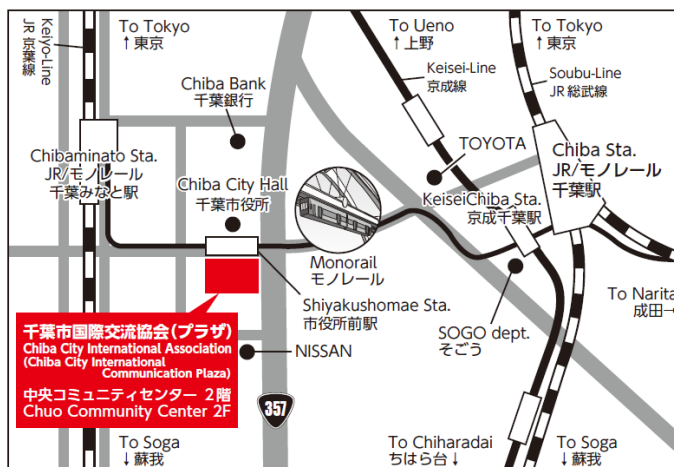 Keiyo-Line
JR 京葉線
To Tokyo
↑東京
Chiba Bank
千葉銀行
To Ueno
↑上野
Keisei-Line
京成線
To Tokyo
↑東京
Soubu-Line
JR 総武線
Chibaminato Sta.
JR/モノレール
千葉みなと駅
Chiba City Hall
千葉市役所
TOYOTA
Chiba Sta.
JR/モノレール
千葉駅
KeiseiChiba Sta.
京成千葉駅
Monorail
モノレール
Shiyakushomae Sta.
市役所前駅
SOGO dept.
そごう
To Narita
成田→
千葉市国際交流協会(プラザ)
Chiba City International Association
(Chiba City International
Communication Plaza)
中央コミュニティセンター 2階
Chuo Community Center 2F
NISSAN
357
To Soga
↓蘇我
To Chiharadai
ちはら台↓
To Soga
↓蘇我